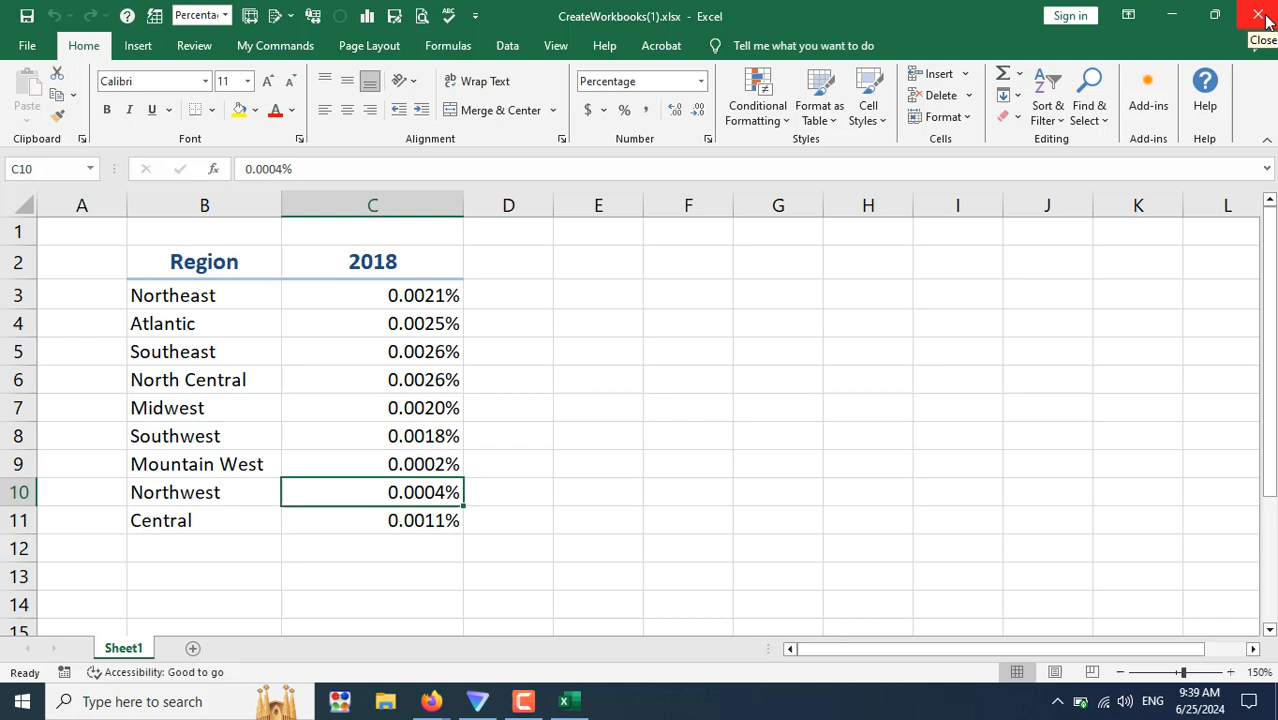 Percenta
CreateWorkbooks(1).xlsx - Excel
Sign in
Close
File Home Insert Review My Commands Page Layout Formulas Data View Help Acrobat Tell me what you want to do
Paste
Calibri 11
Wrap Text
Percentage
Conditional Formatting
Format as Table
Cell Styles
Insert
Delete
Format
Sort & Filter
Find & Select
Add-ins
Help
B I U
Merge & Center
$ % ,
Clipboard Font Alignment Number Styles Cells Editing Add-ins Help
C10 fx 0.0004%
A B C D E F G H I J K L
1
2 Region 2018
3 Northeast 0.0021%
4 Atlantic 0.0025%
5 Southeast 0.0026%
6 North Central 0.0026%
7 Midwest 0.0020%
8 Southwest 0.0018%
9 Mountain West 0.0002%
10 Northwest 0.0004%
11 Central 0.0011%
12
13
14
15
Sheet1
Ready Accessibility: Good to go 150%
Type here to search
ENG
9:39 AM
6/25/2024